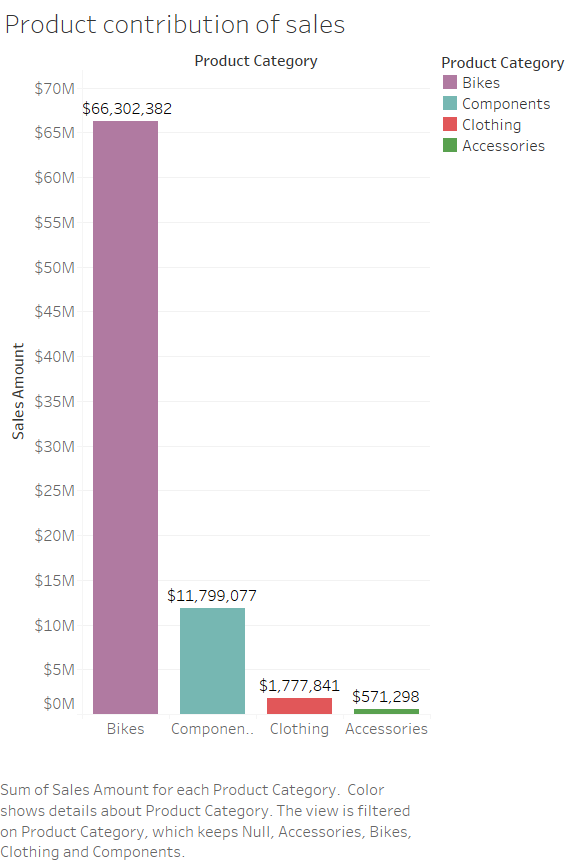 Product contribution of sales
Product Category
Product Category
Bikes
Components
Clothing
Accessories
$70M
$65M
$60M
$55M
$50M
$45M
$40M
$35M
$30M
$25M
$20M
$15M
$10M
$5M
$0M
Sales Amount
$66,302,382
$11,799,077
$1,777,841
$571,298
Bikes
Componen..
Clothing
Accessories
Sum of Sales Amount for each Product Category.  Color
shows details about Product Category. The view is filtered
on Product Category, which keeps Null, Accessories, Bikes,
Clothing and Components.